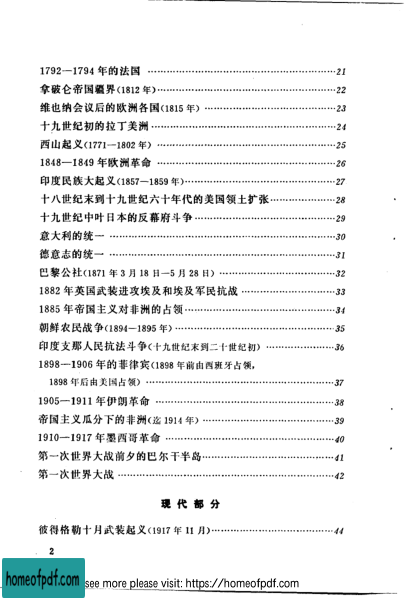 1792—1794 年的法国 ……………………………………21
拿破仑帝国疆界(1812 年)……………………………………22
维也纳会议后的欧洲各国(1815 年) ……………………………23
十九世纪初的拉丁美洲……………………………………24
西山起义(1771—1802 年) ……………………………………25
1848—1849 年欧洲革命 ……………………………………26
印度民族大起义(1857—1859 年)……………………………27
十八世纪末到十九世纪六十年代的美国领土扩张……………28
十九世纪中叶日本的反幕府斗争……………………………29
意大利的统一 ……………………………………………30
德意志的统一 ……………………………………………31
巴黎公社(1871 年 3 月 18 日—5 月 28 日) …………………32
1882 年英国武装进攻埃及和埃及军民抗战 …………………33
1885 年帝国主义对非洲的占领……………………………34
朝鲜农民战争(1894—1895 年)……………………………35
印度支那人民抗法斗争(十九世纪末到二十世纪初) …………36
1898—1906 年的菲律宾(1898 年前由西班牙占领,
1898 年后由美国占领) ……………………………………37
1905—1911 年伊朗革命 ……………………………………38
帝国主义瓜分下的非洲(迄 1914 年) ………………………39
1910—1917 年墨西哥革命 …………………………………40
第一次世界大战前夕的巴尔干半岛…………………………41
第一次世界大战 ……………………………………………42
现代部分
彼得格勒十月武装起义(1917 年 11 月)……………………44
2
homeofpdf.com
see more please visit: https://homeofpdf.com